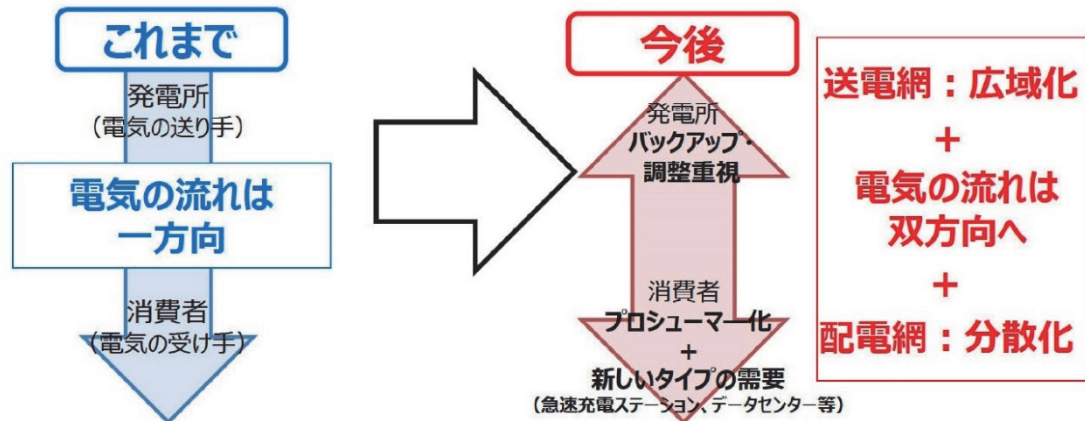 これまで
発電所
(電気の送り手)
電気の流れは
一方向
消費者
(電気の受け手)
今後
発電所
バックアップ・
調整重視
消費者
プロシューマー化
+
新しいタイプの需要
(急速充電ステーション、データセンター等)
送電網：広域化
+
電気の流れは
双方向へ
+
配電網：分散化